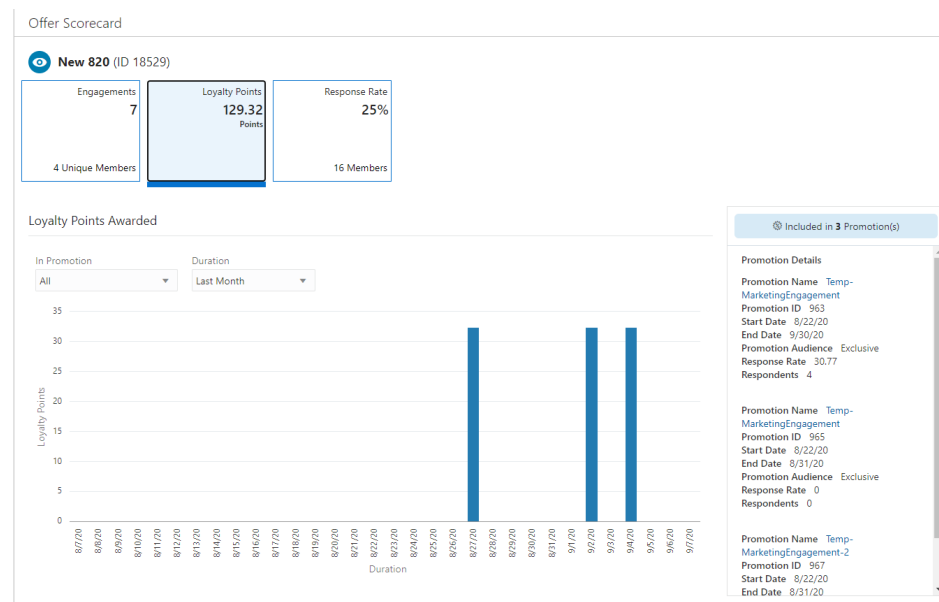 Offer Scorecard
New 820 (ID 18529)
Engagements
7
4 Unique Members
Loyalty Points
129.32
Points
Response Rate
25%
16 Members
Loyalty Points Awarded
In Promotion
All
Duration
Last Month
35
30
25
20
15
10
5
0
Loyalty Points
8/7/20
8/8/20
8/9/20
8/10/20
8/11/20
8/12/20
8/13/20
8/14/20
8/15/20
8/16/20
8/17/20
8/18/20
8/19/20
8/20/20
8/21/20
8/22/20
8/23/20
8/24/20
8/25/20
8/26/20
8/27/20
8/28/20
8/29/20
8/30/20
8/31/20
9/1/20
9/2/20
9/3/20
9/4/20
9/5/20
9/6/20
9/7/20
Duration
Included in 3 Promotion(s)
Promotion Details
Promotion Name Temp-
MarketingEngagement
Promotion ID 963
Start Date 8/22/20
End Date 9/30/20
Promotion Audience Exclusive
Response Rate 30.77
Respondents 4
Promotion Name Temp-
MarketingEngagement
Promotion ID 965
Start Date 8/22/20
End Date 8/31/20
Promotion Audience Exclusive
Response Rate 0
Respondents 0
Promotion Name Temp-
MarketingEngagement-2
Promotion ID 967
Start Date 8/22/20
End Date 8/31/20